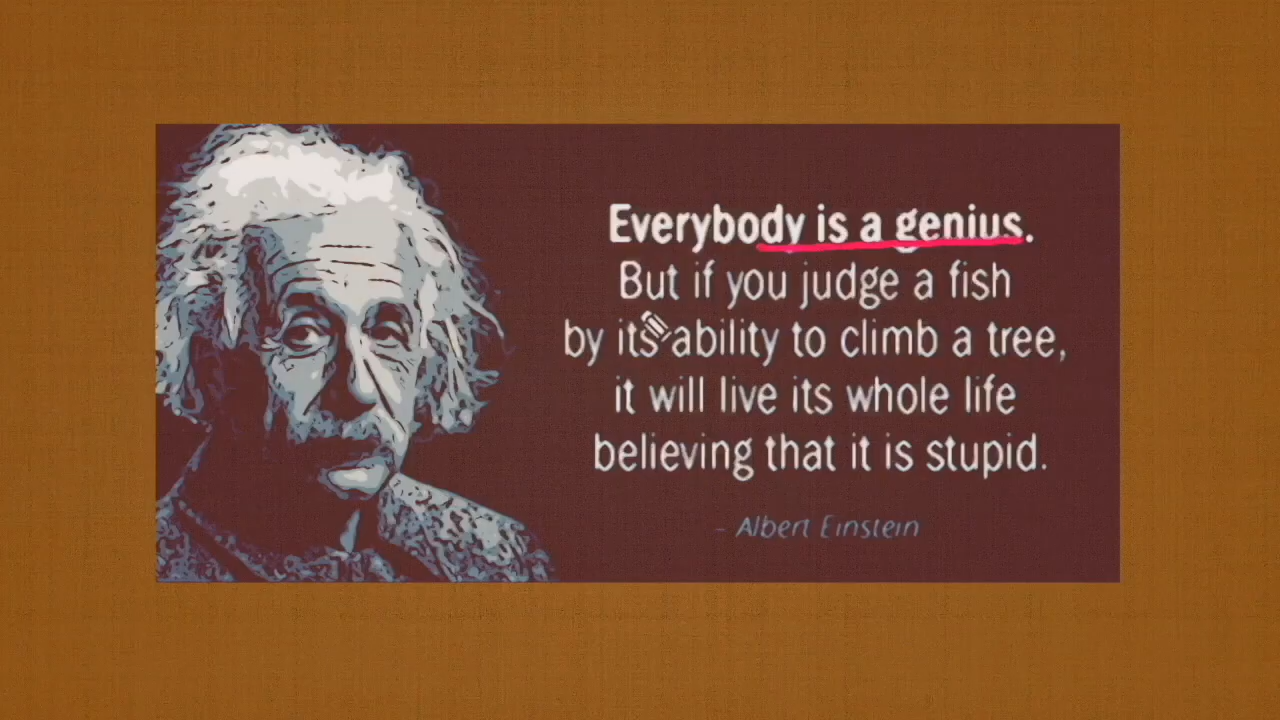 Everybody is a genius.
But if you judge a fish
by its ability to climb a tree,
it will live its whole life
believing that it is stupid.
- Albert Einstein